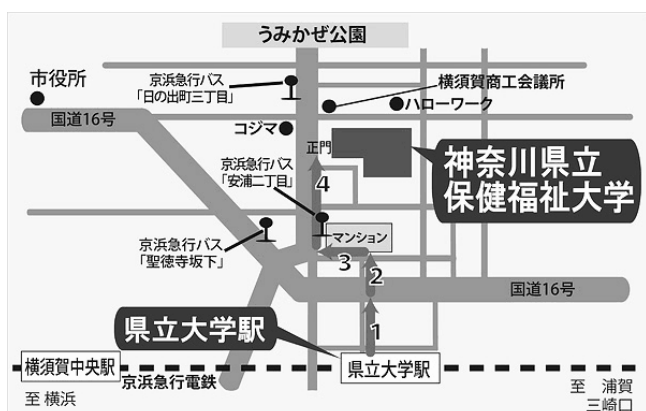 うみかぜ公園
市役所
京浜急行バス
「日の出町三丁目」
横須賀商工会議所
ハローワーク
国道16号
コジマ
正門
京浜急行バス
「安浦二丁目」
4
神奈川県立
保健福祉大学
マンション
京浜急行バス
「聖徳寺坂下」
3
2
国道16号
県立大学駅
1
横須賀中央駅
京浜急行電鉄
県立大学駅
至 横浜
至 浦賀
三崎口